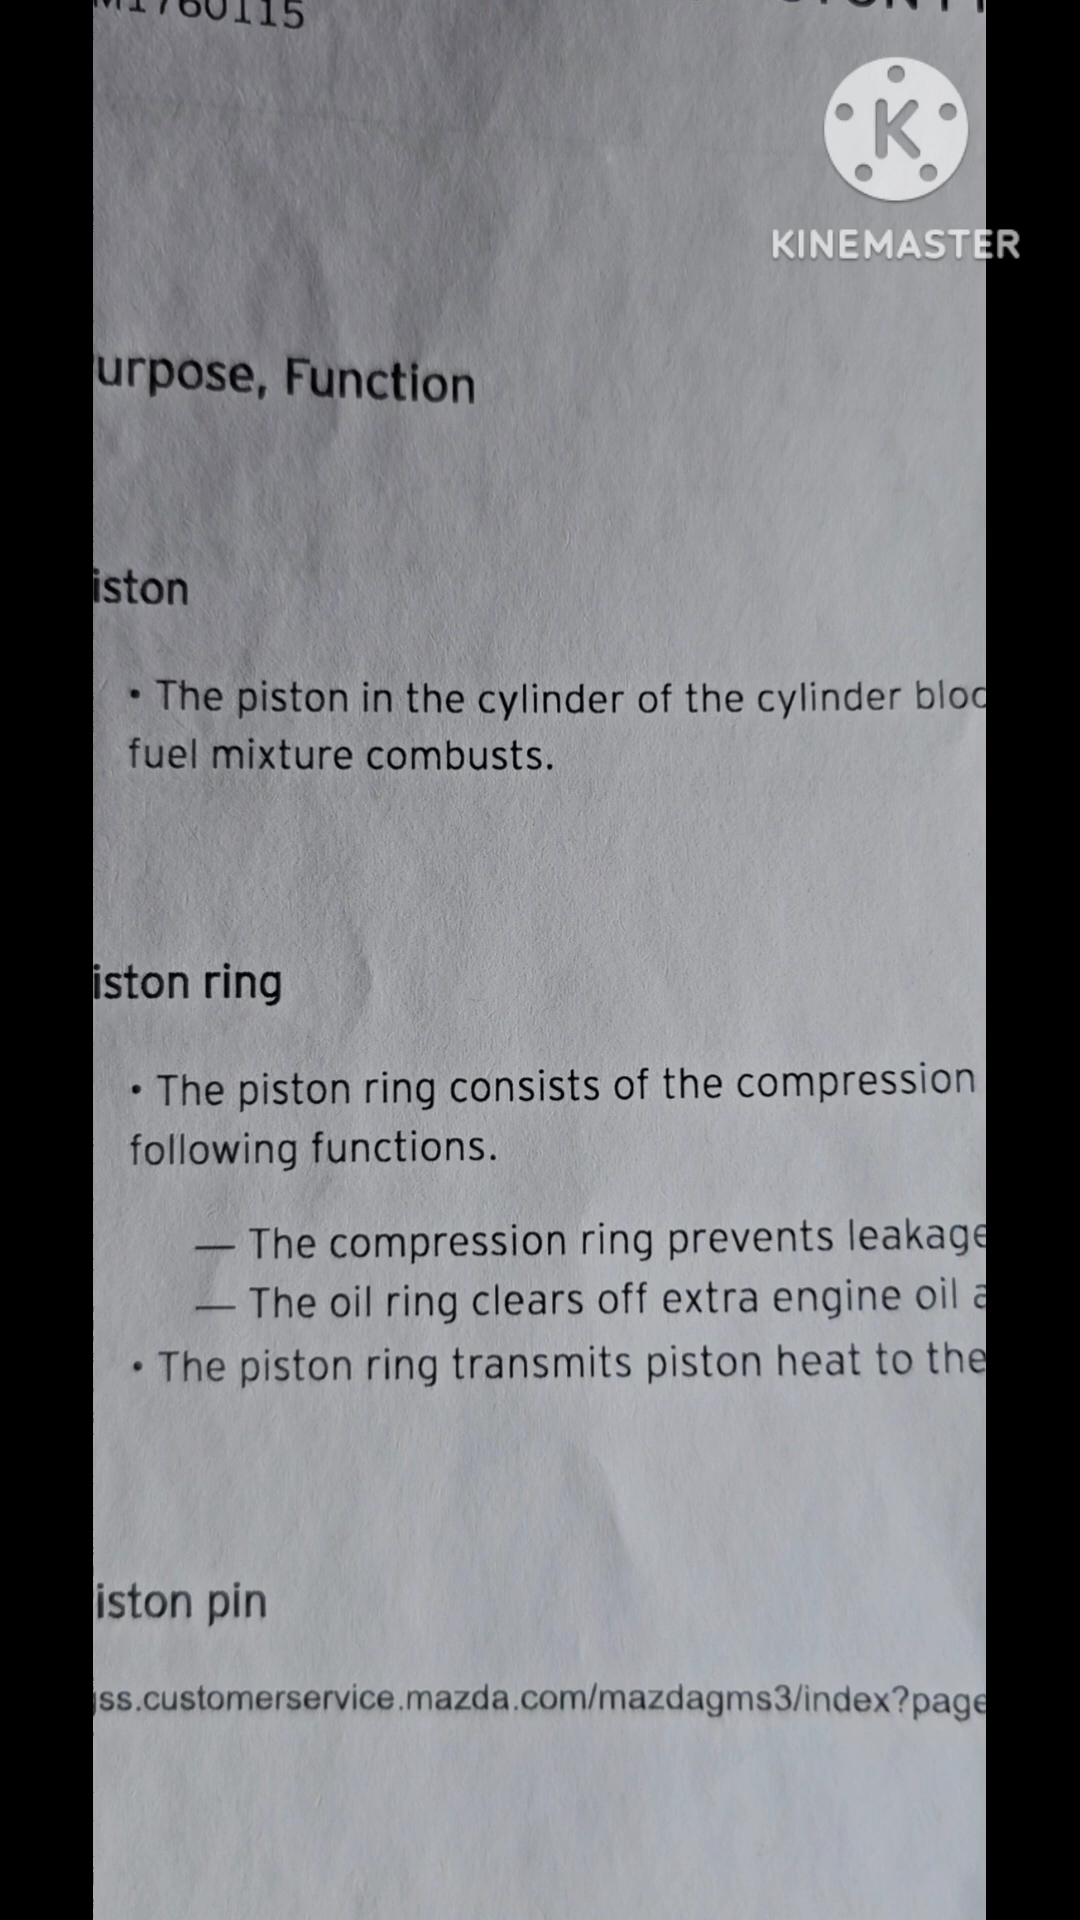 1760115
K
KINEMASTER
urpose, Function
iston
• The piston in the cylinder of the cylinder bloc
fuel mixture combusts.
iston ring
• The piston ring consists of the compression
following functions.
— The compression ring prevents leakage
— The oil ring clears off extra engine oil a
• The piston ring transmits piston heat to the
iston pin
ss.customerservice.mazda.com/mazdagms3/index?page